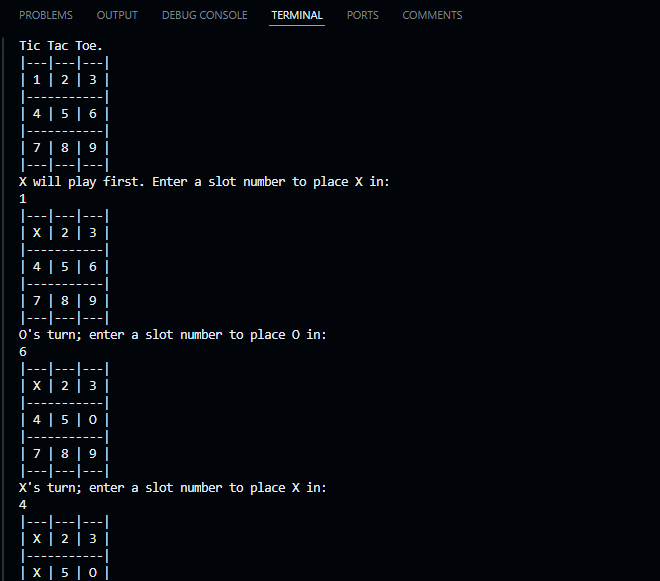 PROBLEMS OUTPUT DEBUG CONSOLE TERMINAL PORTS COMMENTS
Tic Tac Toe.
|---|---|---|
| 1 | 2 | 3 |
|-----------|
| 4 | 5 | 6 |
|-----------|
| 7 | 8 | 9 |
|---|---|---|
X will play first. Enter a slot number to place X in:
1
|---|---|---|
| X | 2 | 3 |
|-----------|
| 4 | 5 | 6 |
|-----------|
| 7 | 8 | 9 |
|---|---|---|
O's turn; enter a slot number to place O in:
6
|---|---|---|
| X | 2 | 3 |
|-----------|
| 4 | 5 | O |
|-----------|
| 7 | 8 | 9 |
|---|---|---|
X's turn; enter a slot number to place X in:
4
|---|---|---|
| X | 2 | 3 |
|-----------|
| X | 5 | O |